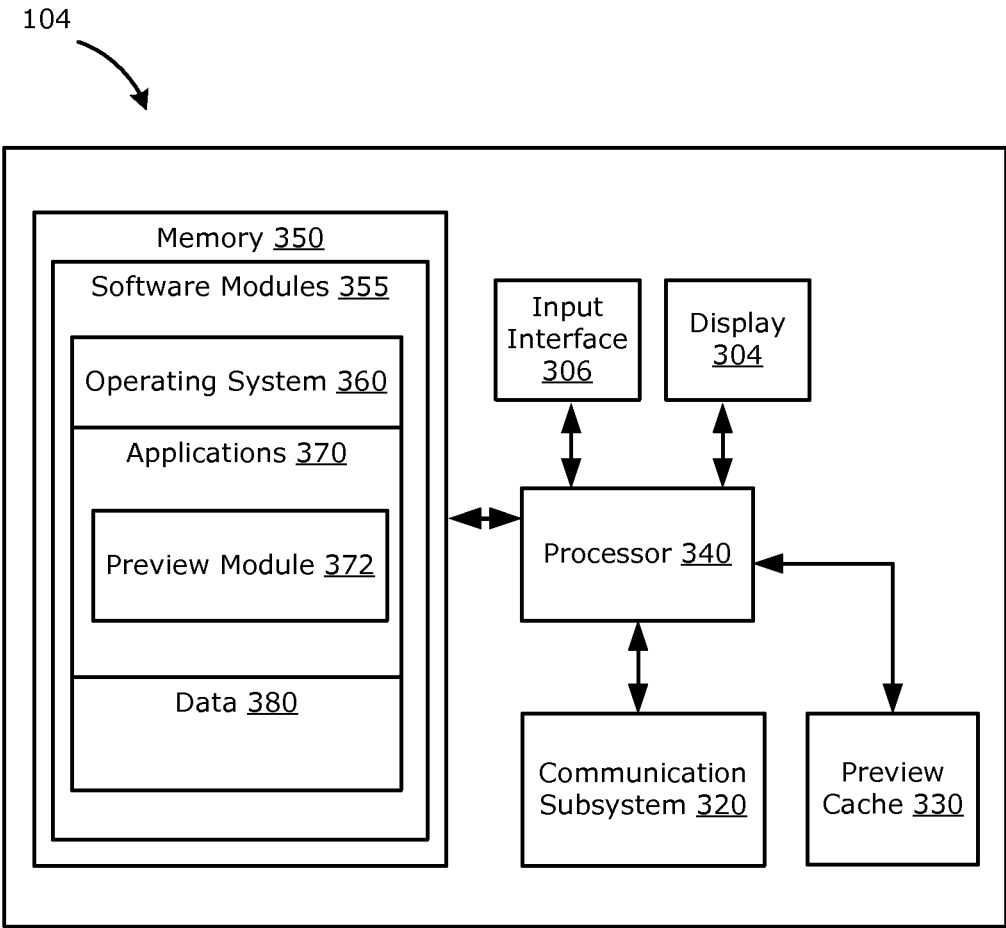 104
Memory 350
Software Modules 355
Operating System 360
Applications 370
Preview Module 372
Data 380
Input
Interface
306
Display
304
Processor 340
Communication
Subsystem 320
Preview
Cache 330